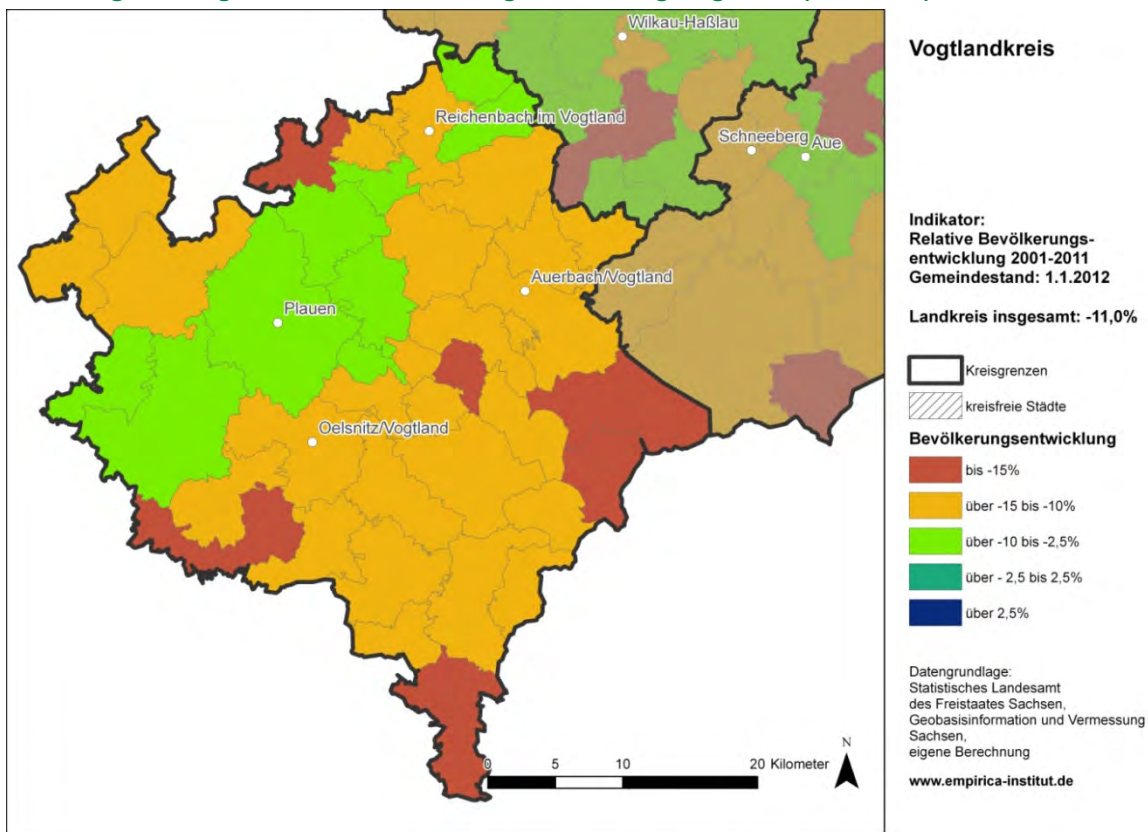 Vogtlandkreis
Wilkau-Haßlau
Reichenbach im Vogtland
Schneeberg
Aue
Auerbach/Vogtland
Plauen
Oelsnitz/Vogtland
Indikator:
Relative Bevölkerungs-
entwicklung 2001-2011
Gemeindestand: 1.1.2012
Landkreis insgesamt: -11,0%
Kreisgrenzen
kreisfreie Städte
Bevölkerungsentwicklung
bis -15%
über -15 bis -10%
über -10 bis -2,5%
über - 2,5 bis 2,5%
über 2,5%
Datengrundlage:
Statistisches Landesamt
des Freistaates Sachsen,
Geobasisinformation und Vermessung
Sachsen,
eigene Berechnung
www.empirica-institut.de
N
0 5 10 20 Kilometer